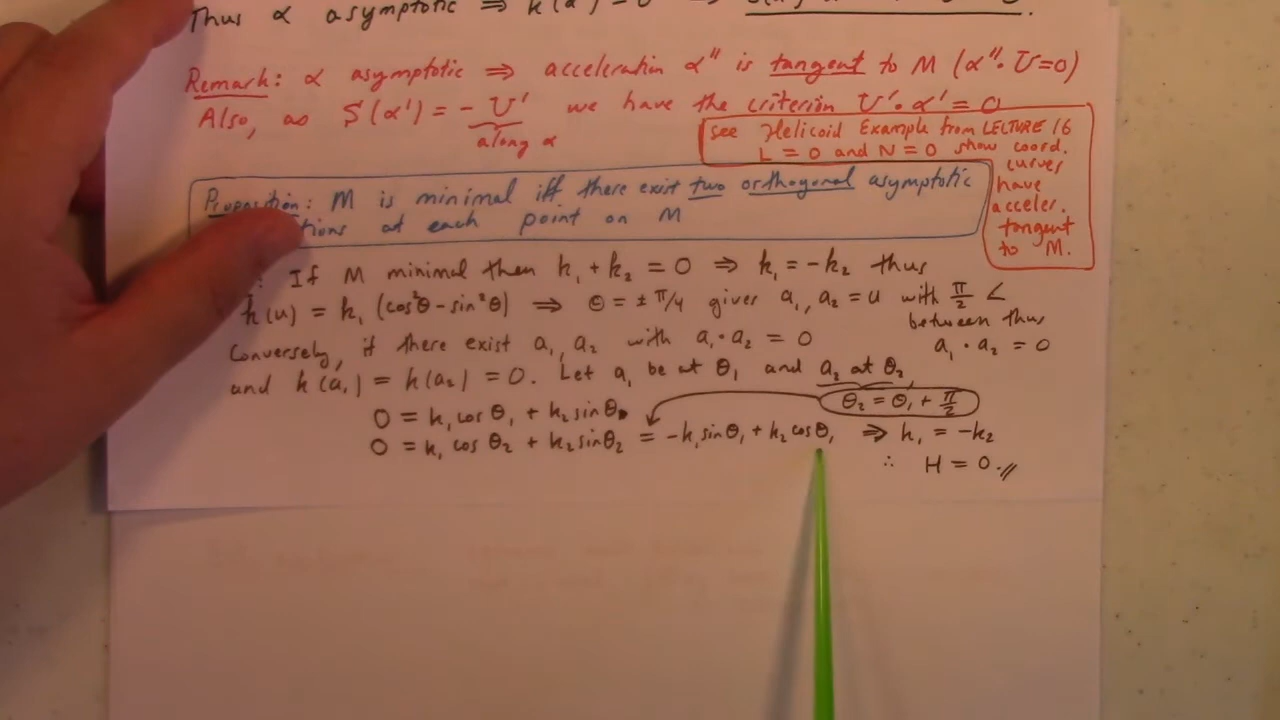 Thus α asymptotic ⇒ k(α') = 0
Remark: α asymptotic ⇒ acceleration α'' is tangent to M (α''·U=0)
Also, as S(α') = -U' we have the criterion U'·α' = 0
along α
see Helicoid Example from LECTURE 16
L = 0 and N = 0 show coord.
curves
have
acceler.
tangent
to M.
Proposition: M is minimal iff there exist two orthogonal asymptotic
tions at each point on M
: If M minimal then k₁ + k₂ = 0 ⇒ k₁ = -k₂ thus
k(u) = k₁ (cos²θ - sin²θ) ⇒ θ = ± π/4 gives a₁, a₂ = u with π/2 ∠
between thus
a₁ · a₂ = 0
Conversely, if there exist a₁, a₂ with a₁·a₂ = 0
and k(a₁) = k(a₂) = 0. Let a₁ be at θ₁ and a₂ at θ₂,
θ₂ = θ₁ + π/2
0 = k₁ cos θ₁ + k₂ sin θ
0 = k₁ cos θ₂ + k₂ sin θ₂ = -k₁ sin θ₁ + k₂ cos θ₁ ⇒ k₁ = -k₂
∴ H = 0.//